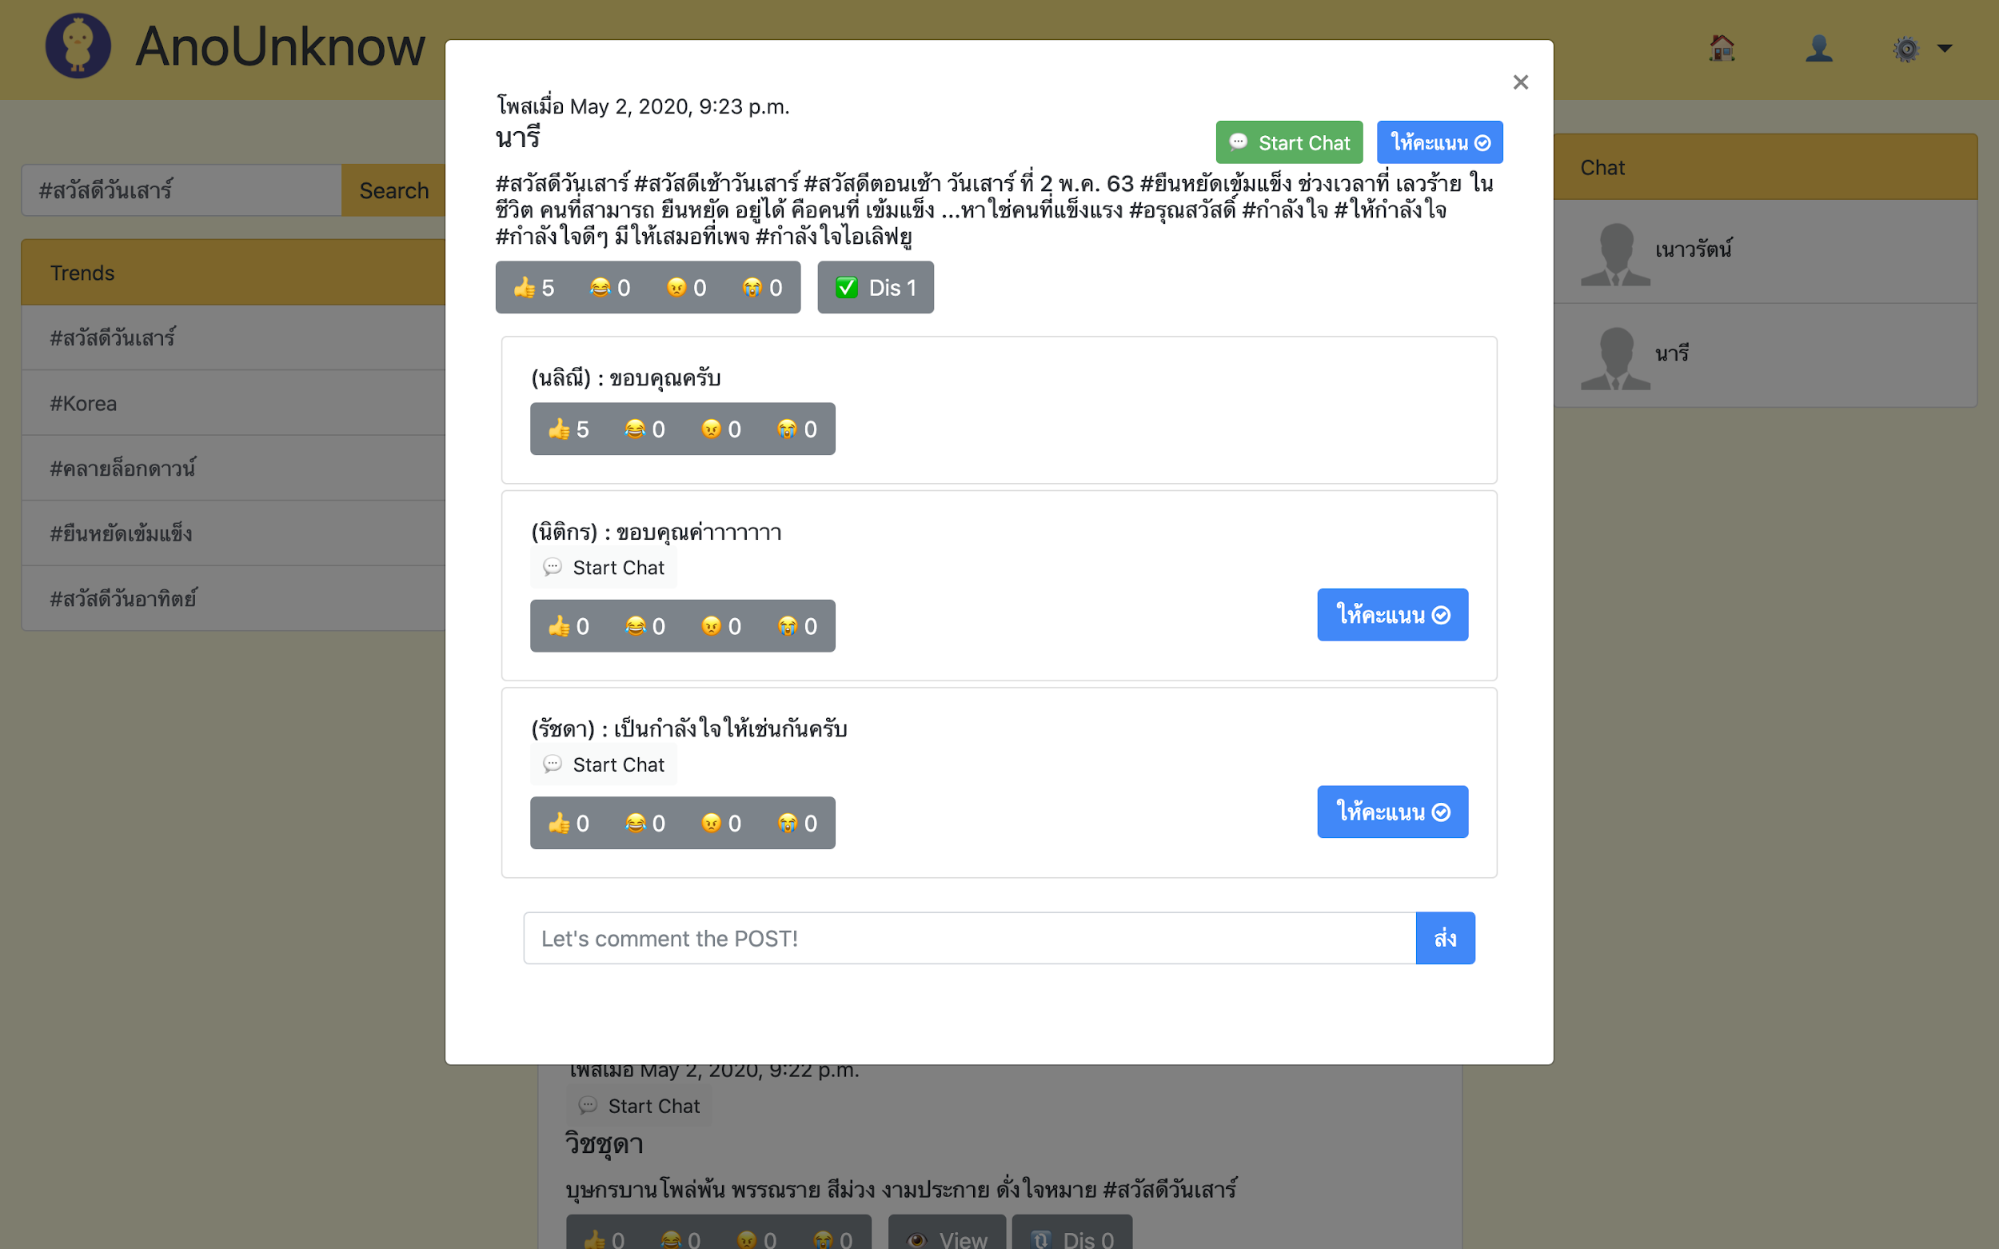 AnoUnknow
#สวัสดีวันเสาร์
Search
Trends
#สวัสดีวันเสาร์
#Korea
#คลายล็อกดาวน์
#ยืนหยัดเข้มแข็ง
#สวัสดีวันอาทิตย์
×
โพสเมื่อ May 2, 2020, 9:23 p.m.
นารี
Start Chat
ให้คะแนน
#สวัสดีวันเสาร์ #สวัสดีเช้าวันเสาร์ #สวัสดีตอนเช้า วันเสาร์ ที่ 2 พ.ค. 63 #ยืนหยัดเข้มแข็ง ช่วงเวลาที่ เลวร้าย ใน
ชีวิต คนที่สามารถ ยืนหยัด อยู่ได้ คือคนที่ เข้มแข็ง ...หาใช่คนที่แข็งแรง #อรุณสวัสดิ์ #กำลังใจ #ให้กำลังใจ
#กำลังใจดีๆ มีให้เสมอที่เพจ #กำลังใจไอเลิฟยู
👍 5 😂 0 😡 0 😭 0 ✅ Dis 1
(นลิณี) : ขอบคุณครับ
👍 5 😂 0 😡 0 😭 0
(นิติกร) : ขอบคุณค่าาาาาาา
Start Chat
👍 0 😂 0 😡 0 😭 0
ให้คะแนน
(รัชดา) : เป็นกำลังใจให้เช่นกันครับ
Start Chat
👍 0 😂 0 😡 0 😭 0
ให้คะแนน
Let's comment the POST!
ส่ง
โพสเมื่อ May 2, 2020, 9:22 p.m.
Start Chat
วิชชุดา
บุษกรบานโพล่พ้น พรรณราย สีม่วง งามประกาย ดั่งใจหมาย #สวัสดีวันเสาร์
👍 0 😂 0 😡 0 😭 0 View Dis 0
Chat
เนาวรัตน์
นารี